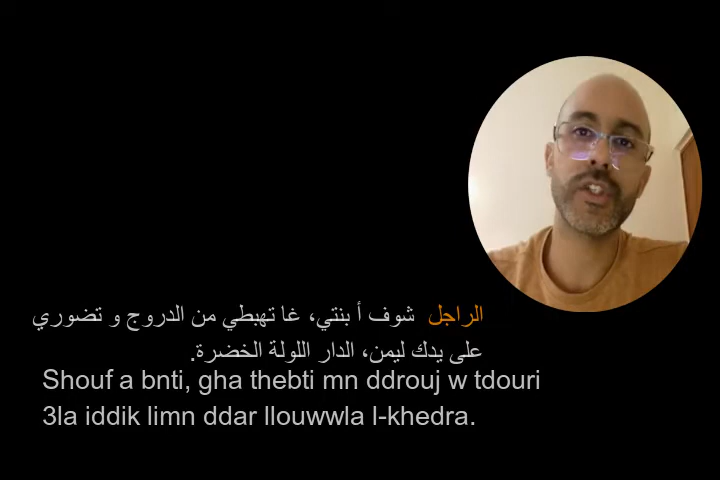 الراجل شوف أ بنتي، غا تهبطي من الدروج و تضوري
على يدك ليمن، الدار اللولة الخضرة.
Shouf a bnti, gha thebti mn ddrouj w tdouri
3la iddik limn ddar llouwwla l-khedra.